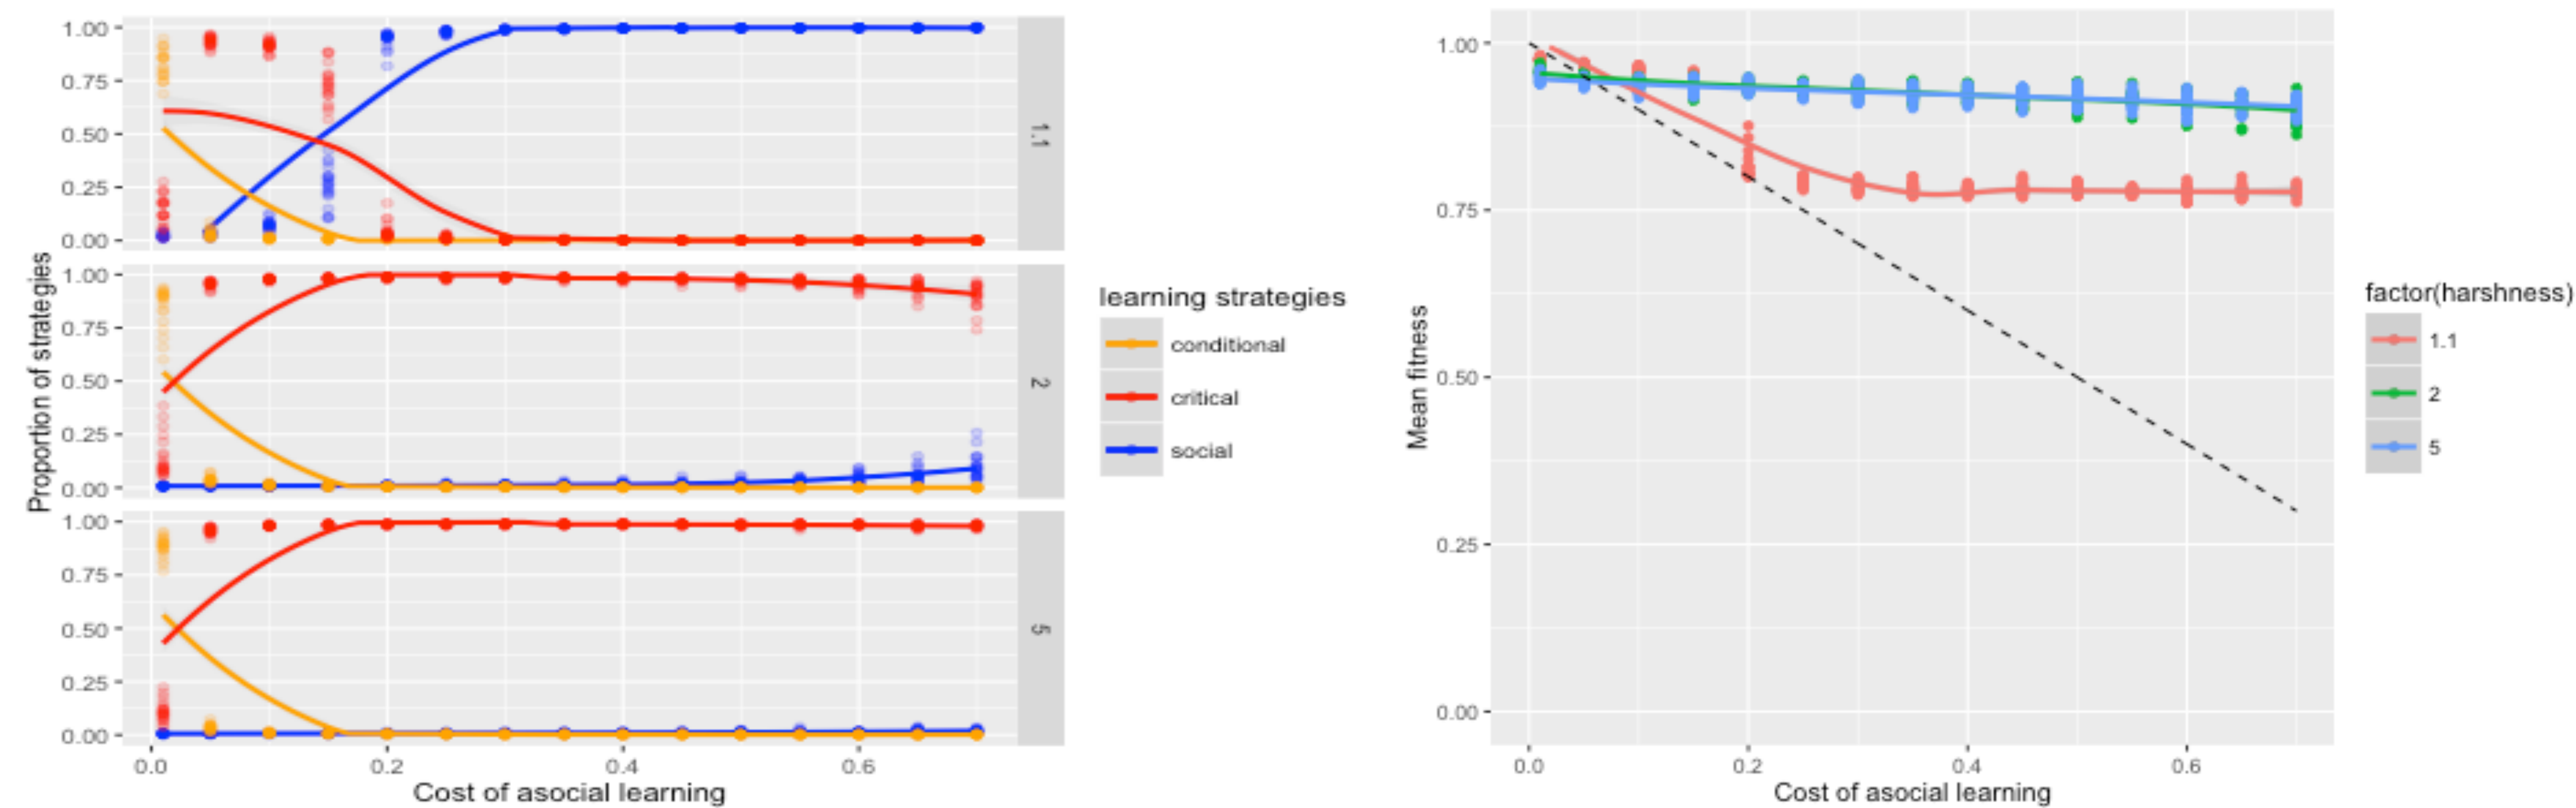 Proportion of strategies
1.00
0.75
0.50
0.25
0.00
1.1
1.00
0.75
0.50
0.25
0.00
2
1.00
0.75
0.50
0.25
0.00
5
0.0 0.2 0.4 0.6
Cost of asocial learning
learning strategies
conditional
critical
social
Mean fitness
1.00
0.75
0.50
0.25
0.00
0.0 0.2 0.4 0.6
Cost of asocial learning
factor(harshness)
1.1
2
5